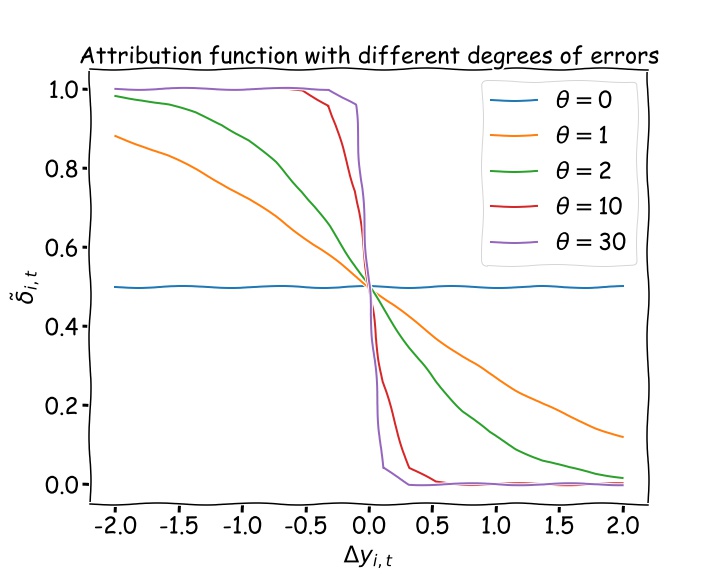 Attribution function with different degrees of errors
θ = 0
θ = 1
θ = 2
θ = 10
θ = 30
1.0
0.8
0.6
0.4
0.2
0.0
δ̃i, t
-2.0 -1.5 -1.0 -0.5 0.0 0.5 1.0 1.5 2.0
Δyi, t